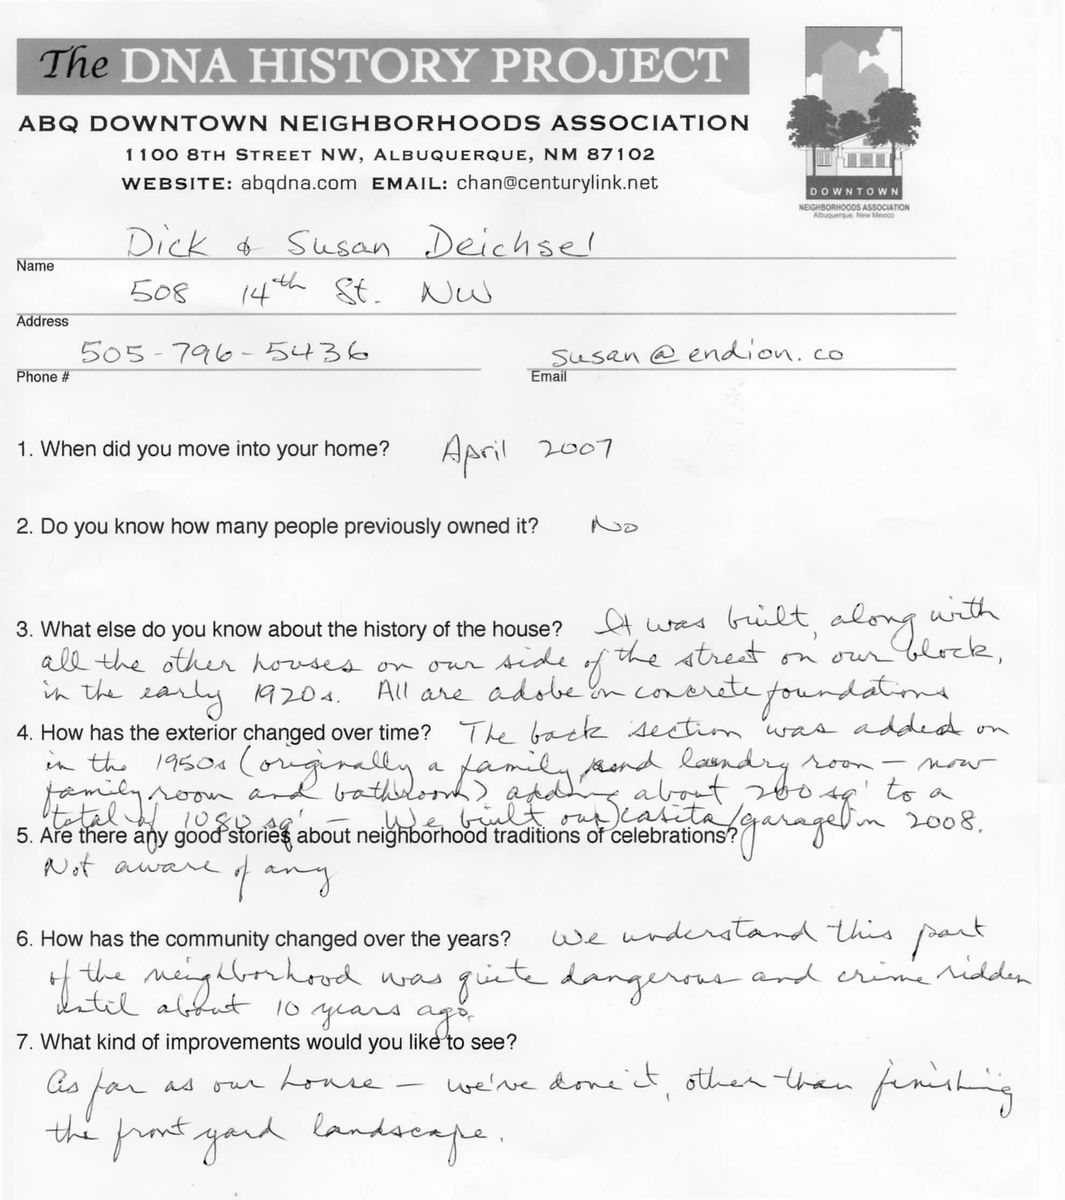 The DNA HISTORY PROJECT
ABQ DOWNTOWN NEIGHBORHOODS ASSOCIATION
1100 8TH STREET NW, ALBUQUERQUE, NM 87102
WEBSITE: abqdna.com EMAIL: chan@centurylink.net
DOWNTOWN
NEIGHBORHOODS ASSOCIATION
Albuquerque, New Mexico
Dick & Susan Deichsel
Name
508 14th St. NW
Address
505-796-5436 susan@endion.co
Phone # Email
1. When did you move into your home? April 2007
2. Do you know how many people previously owned it? No
3. What else do you know about the history of the house? It was built, along with
all the other houses on our side of the street on our block,
in the early 1920s. All are adobe on concrete foundations
4. How has the exterior changed over time? The back section was added on
in the 1950s (originally a family and laundry room - now
family room and bathroom) adding about 200 sq' to a
total of 1080 sq' - We built our casita/garage in 2008.
5. Are there any good stories about neighborhood traditions of celebrations?
Not aware of any
6. How has the community changed over the years? We understand this part
of the neighborhood was quite dangerous and crime ridden
until about 10 years ago.
7. What kind of improvements would you like to see?
As far as our house - we've done it, other than finishing
the front yard landscape.